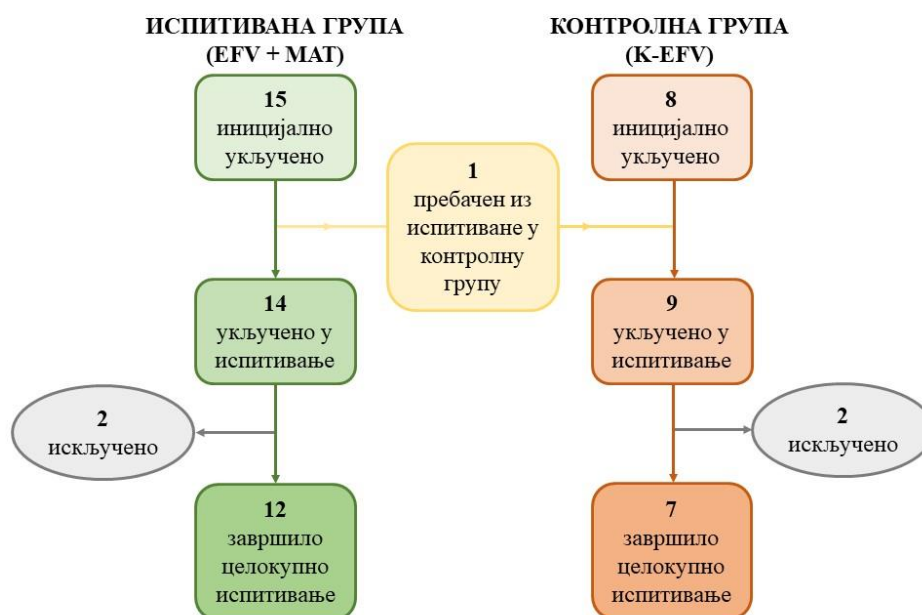 ИСПИТИВАНА ГРУПА
(EFV + MAT)
КОНТРОЛНА ГРУПА
(K-EFV)
15
иницијално
укључено
8
иницијално
укључено
1
пребачен из
испитиване у
контролну
групу
14
укључено у
испитивање
9
укључено у
испитивање
2
искључено
2
искључено
12
завршило
целокупно
испитивање
7
завршило
целокупно
испитивање